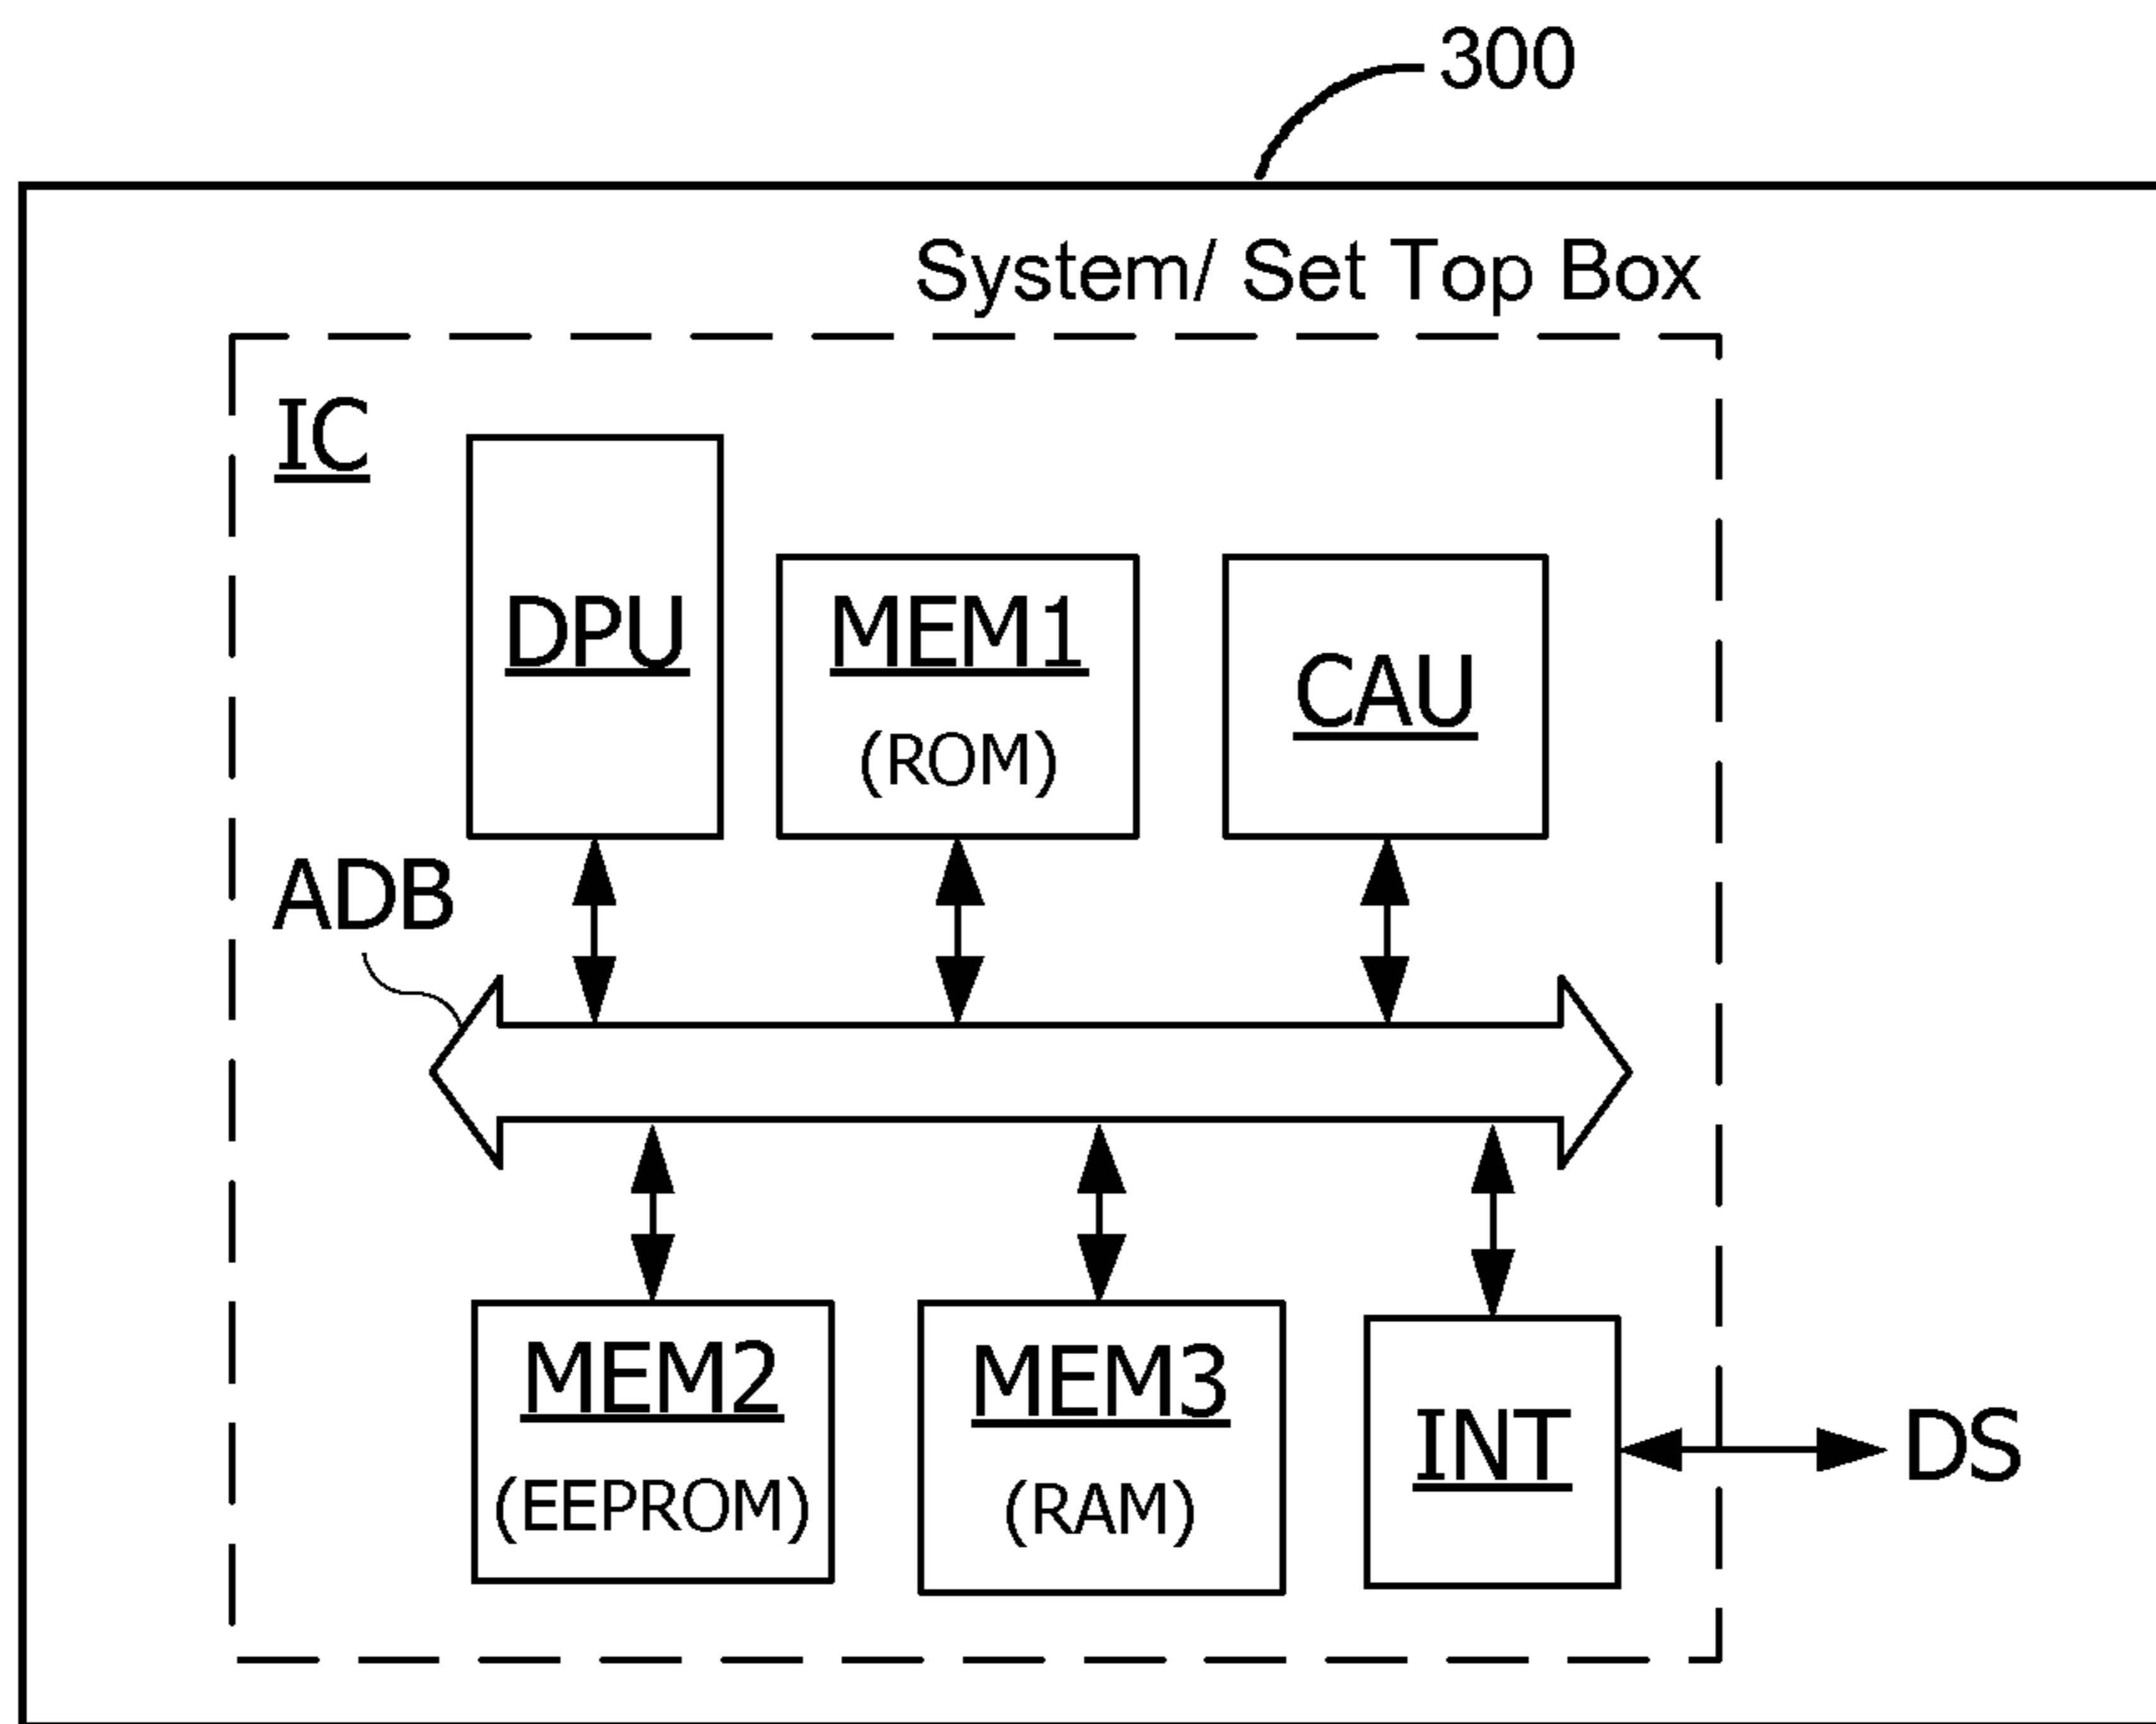 300
System/ Set Top Box
IC
DPU
MEM1
(ROM)
CAU
ADB
MEM2
(EEPROM)
MEM3
(RAM)
INT
DS